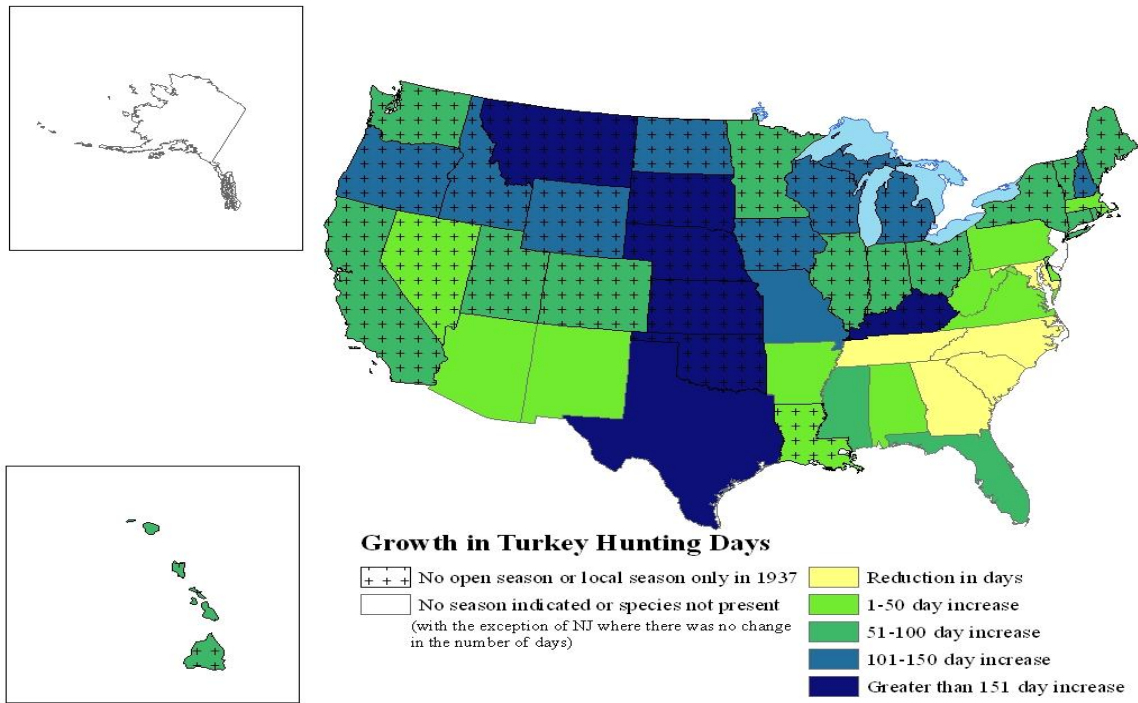 Growth in Turkey Hunting Days
No open season or local season only in 1937
No season indicated or species not present
(with the exception of NJ where there was no change
in the number of days)
Reduction in days
1-50 day increase
51-100 day increase
101-150 day increase
Greater than 151 day increase